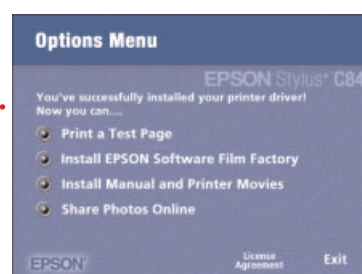 Options Menu
EPSON Stylus® C84
You've successfully installed your printer driver!
Now you can....
Print a Test Page
Install EPSON Software Film Factory
Install Manual and Printer Movies
Share Photos Online
EPSON®
License
Agreement
Exit